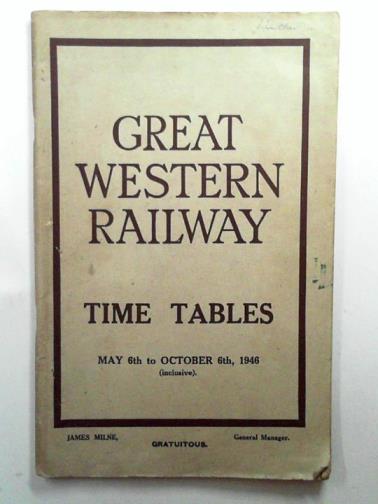 GREAT
WESTERN
RAILWAY
TIME TABLES
MAY 6th to OCTOBER 6th, 1946
(inclusive).
JAMES MILNE, General Manager.
GRATUITOUS.